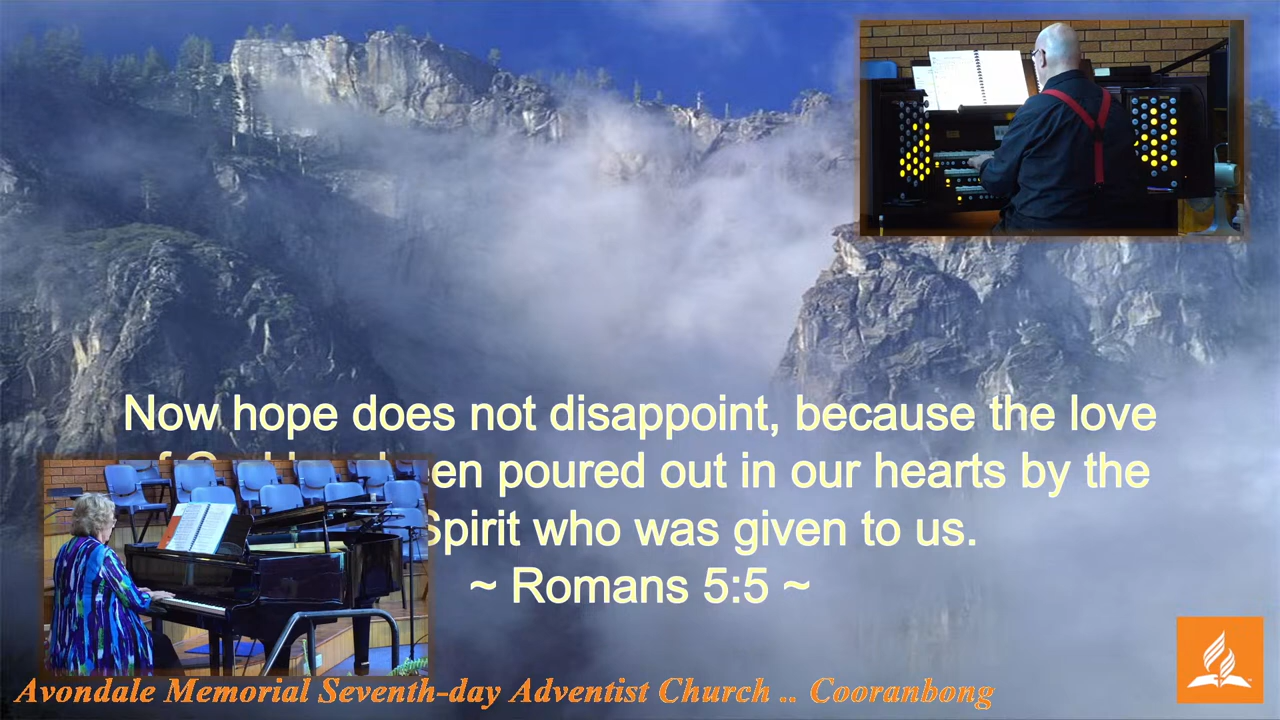 Now hope does not disappoint, because the love
poured out in our hearts by the
Spirit who was given to us.
~ Romans 5:5 ~
Avondale Memorial Seventh-day Adventist Church .. Cooranbong